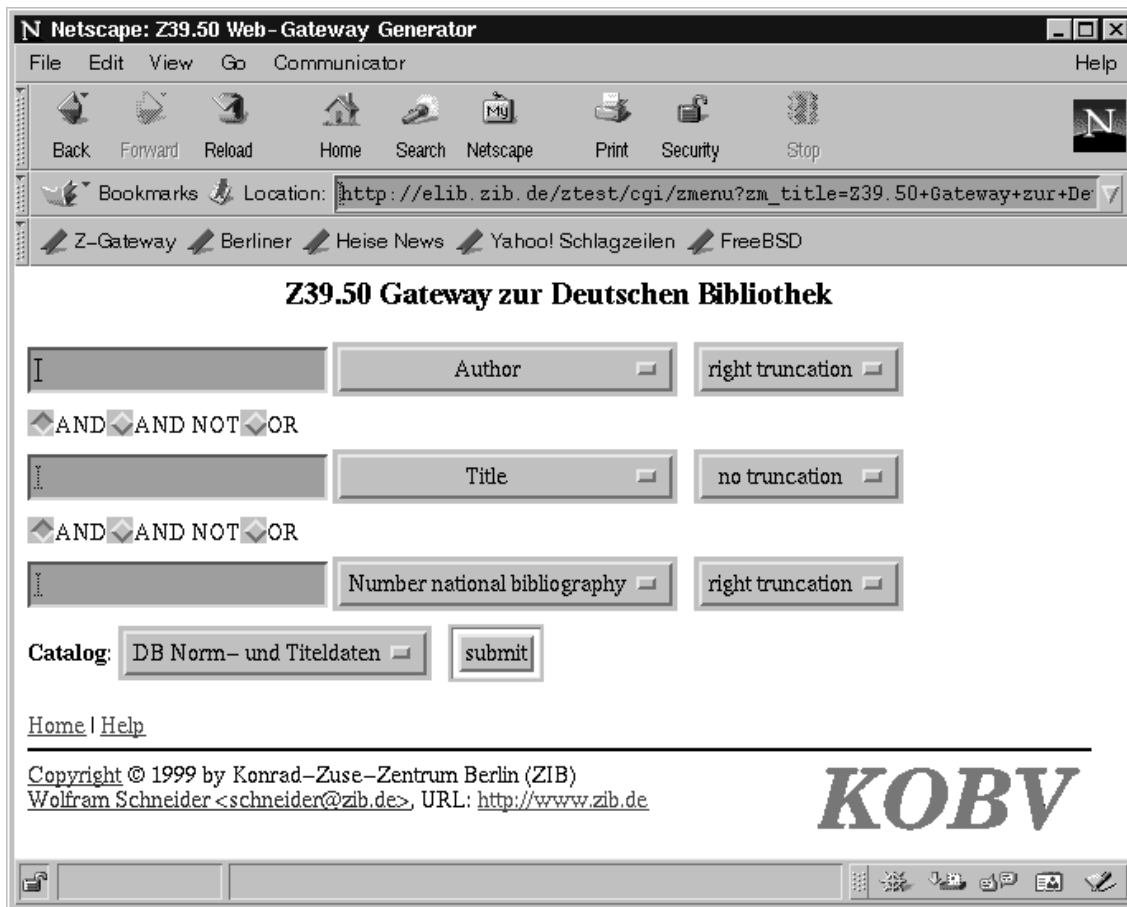 N Netscape: Z39.50 Web-Gateway Generator
File Edit View Go Communicator Help
My N
Back Forward Reload Home Search Netscape Print Security Stop
Bookmarks Location: http://elib.zib.de/ztest/cgi/zmenu?zm_title=Z39.50+Gateway+zur+De
Z-Gateway Berliner Heise News Yahoo! Schlagzeilen FreeBSD
Z39.50 Gateway zur Deutschen Bibliothek
Author right truncation
AND AND NOT OR
Title no truncation
AND AND NOT OR
Number national bibliography right truncation
Catalog: DB Norm- und Titeldaten submit
Home | Help
Copyright © 1999 by Konrad-Zuse-Zentrum Berlin (ZIB)
Wolfram Schneider <schneider@zib.de>, URL: http://www.zib.de
KOBV